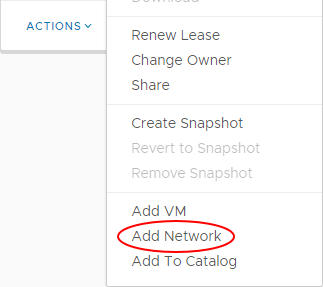 Download
ACTIONS
Renew Lease
Change Owner
Share
Create Snapshot
Revert to Snapshot
Remove Snapshot
Add VM
Add Network
Add To Catalog